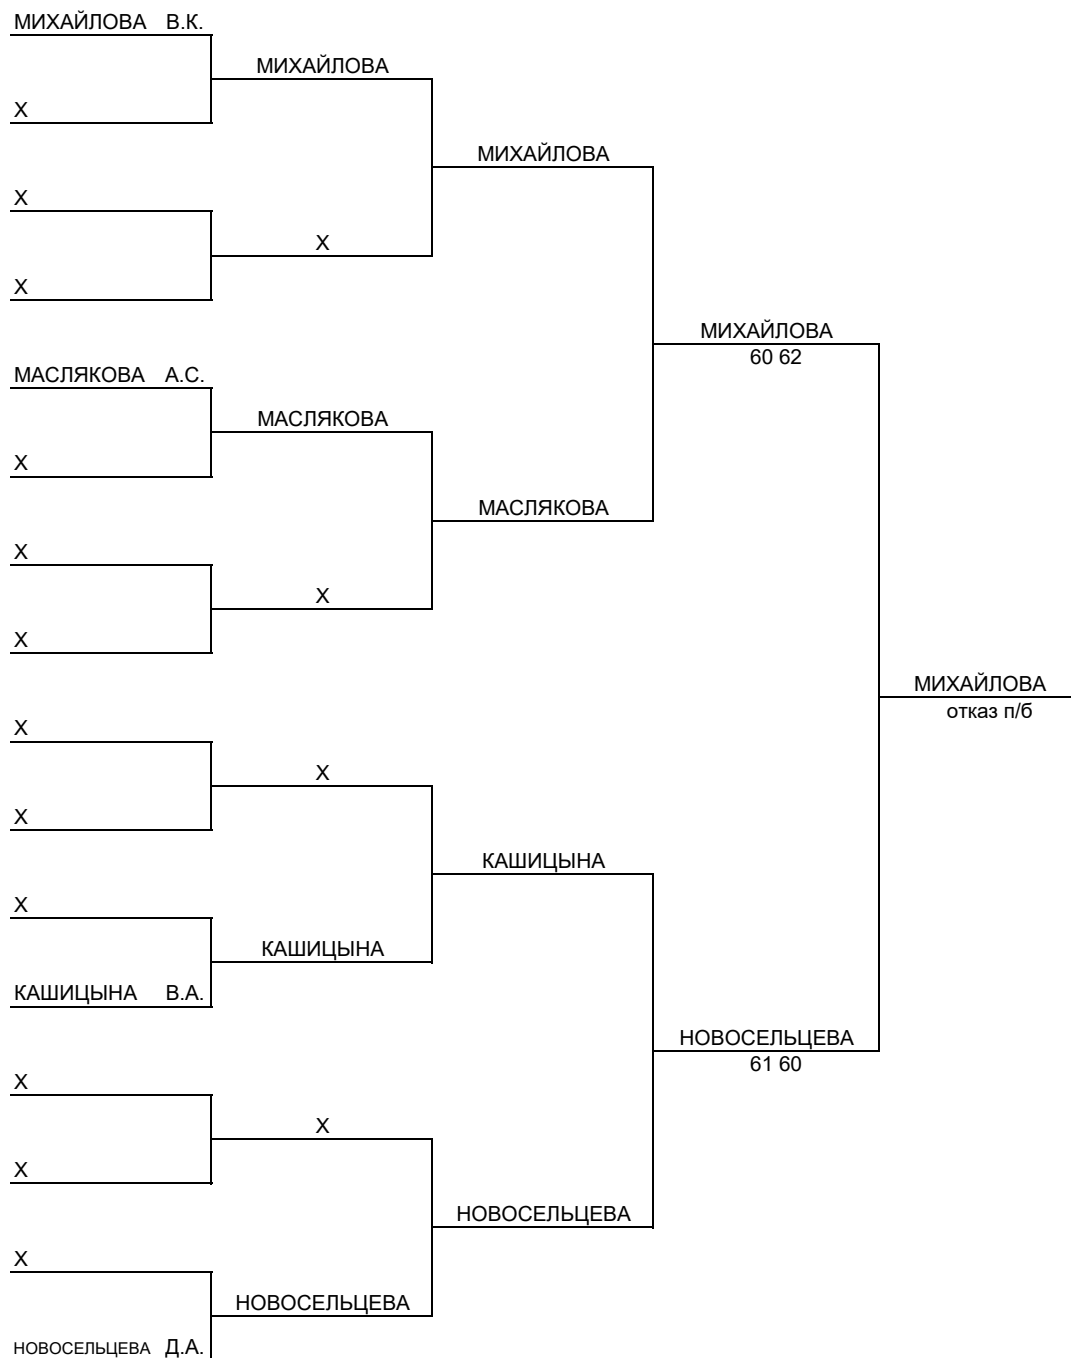 МИХАЙЛОВА В.К.
МИХАЙЛОВА
X
МИХАЙЛОВА
X
X
X
МИХАЙЛОВА
60 62
МАСЛЯКОВА А.С.
МАСЛЯКОВА
X
МАСЛЯКОВА
X
X
X
МИХАЙЛОВА
отказ п/б
X
X
X
КАШИЦЫНА
X
КАШИЦЫНА
КАШИЦЫНА В.А.
НОВОСЕЛЬЦЕВА
61 60
X
X
X
НОВОСЕЛЬЦЕВА
X
НОВОСЕЛЬЦЕВА
НОВОСЕЛЬЦЕВА Д.А.